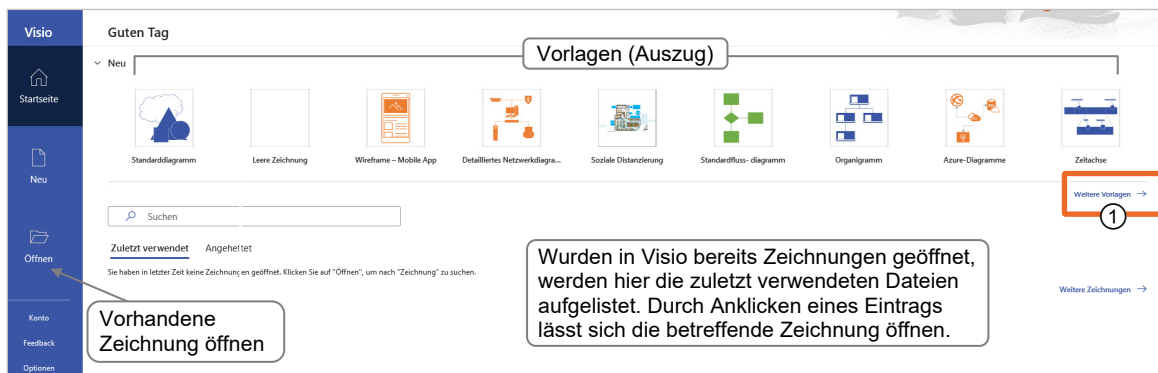 Visio
Guten Tag
Neu
Vorlagen (Auszug)
Startseite
Standarddiagramm
Leere Zeichnung
Wireframe – Mobile App
Detailliertes Netzwerkdiagra...
Soziale Distanzierung
Standardfluss- diagramm
Organigramm
Azure-Diagramme
Zeitachse
Neu
Weitere Vorlagen →
1
Suchen
Öffnen
Zuletzt verwendet Angeheftet
Sie haben in letzter Zeit keine Zeichnungen geöffnet. Klicken Sie auf "Öffnen", um nach "Zeichnung" zu suchen.
Wurden in Visio bereits Zeichnungen geöffnet,
werden hier die zuletzt verwendeten Dateien
aufgelistet. Durch Anklicken eines Eintrags
lässt sich die betreffende Zeichnung öffnen.
Weitere Zeichnungen →
Vorhandene
Zeichnung öffnen
Konto
Feedback
Optionen